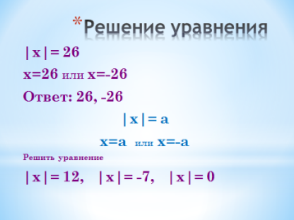 * Решение уравнения
|x|= 26
x=26 или x=-26
Ответ: 26, -26
|x|= a
x=a или x=-a
Решить уравнение
|x|= 12, |x|= -7, |x|= 0